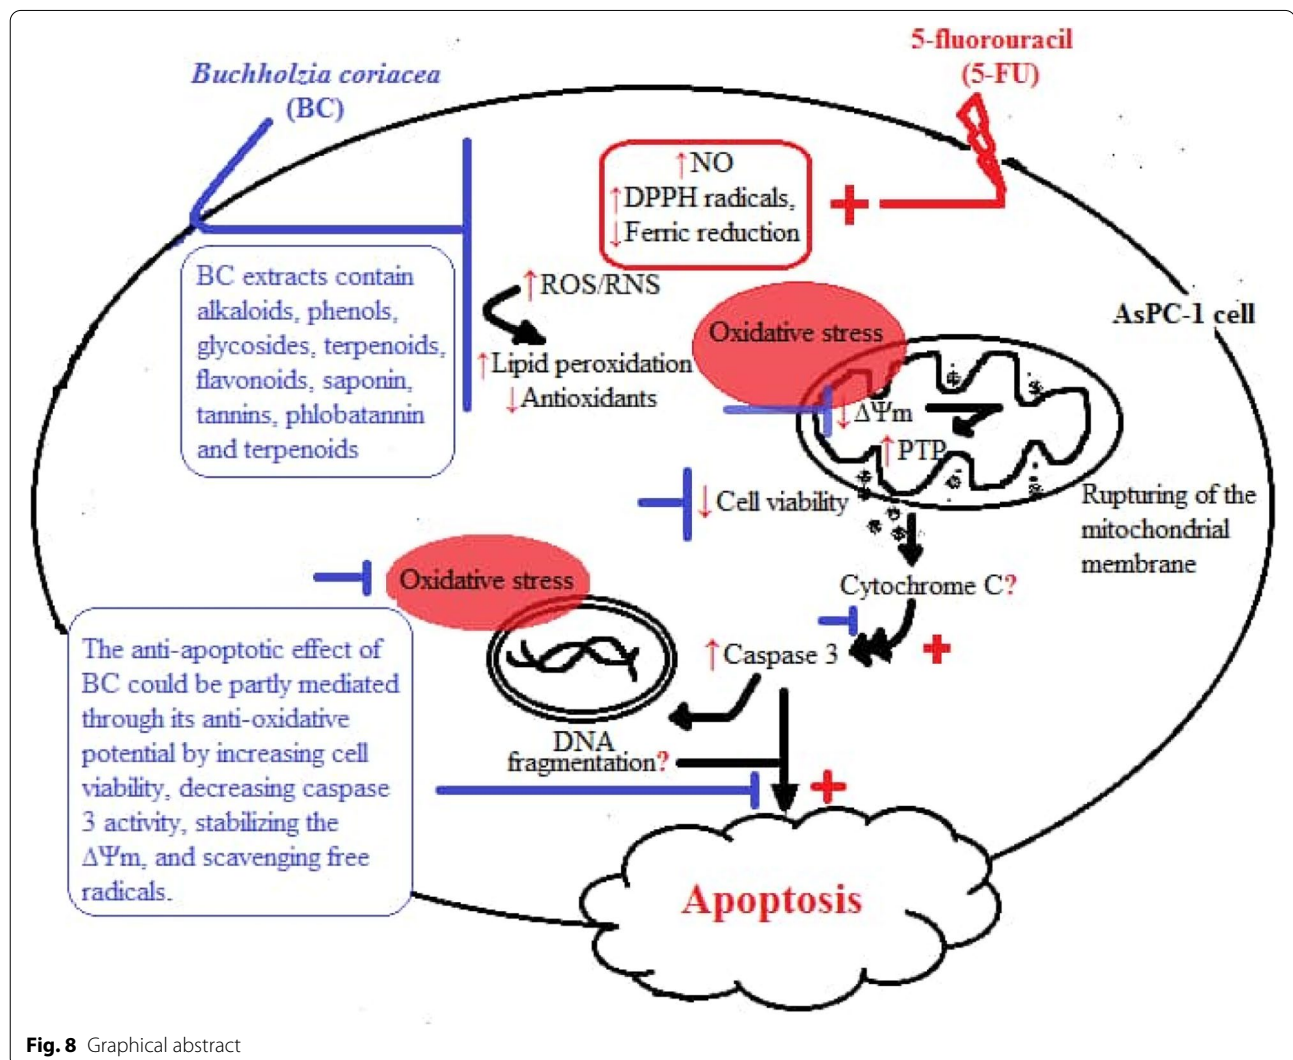 Buchholzia coriacea
(BC)
5-fluorouracil
(5-FU)
↑NO
↑DPPH radicals,
↓Ferric reduction
+
BC extracts contain
alkaloids, phenols,
glycosides, terpenoids,
flavonoids, saponin,
tannins, phlobatannin
and terpenoids
↑ROS/RNS
↑Lipid peroxidation
↓Antioxidants
Oxidative stress
AsPC-1 cell
↓ΔΨm
↑PTP
↓Cell viability
Rupturing of the
mitochondrial
membrane
Oxidative stress
Cytochrome C?
+
↑Caspase 3
The anti-apoptotic effect of
BC could be partly mediated
through its anti-oxidative
potential by increasing cell
viability, decreasing caspase
3 activity, stabilizing the
ΔΨm, and scavenging free
radicals.
DNA
fragmentation?
+
Apoptosis
Fig. 8 Graphical abstract